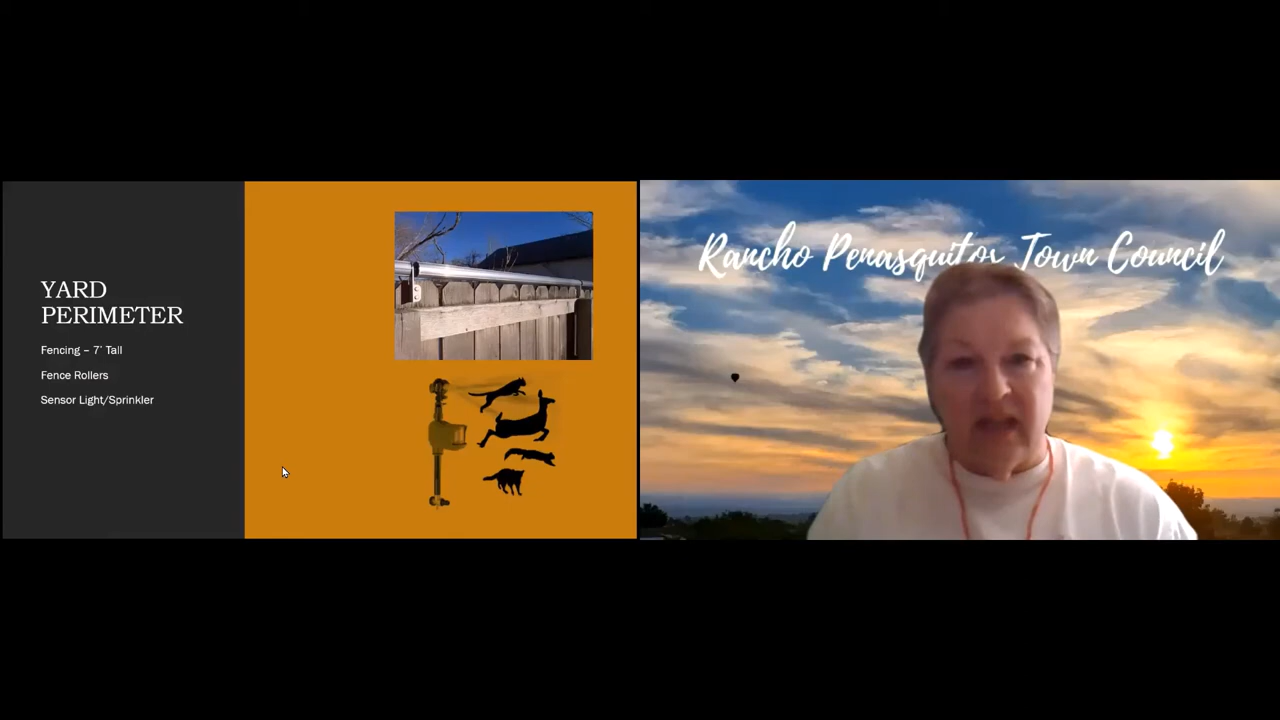 YARD
PERIMETER
Fencing – 7' Tall
Fence Rollers
Sensor Light/Sprinkler
Rancho Penasquitos Town Council